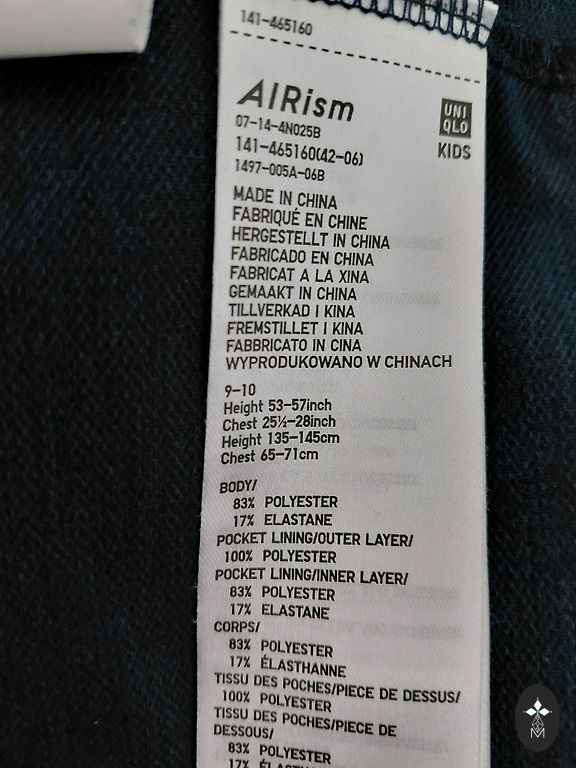 141-465160
AIRism
UNI
QLO
KIDS
07-14-4N025B
141-465160(42-06)
1497-005A-06B
MADE IN CHINA
FABRIQUÉ EN CHINE
HERGESTELLT IN CHINA
FABRICADO EN CHINA
FABRICAT A LA XINA
GEMAAKT IN CHINA
TILLVERKAD I KINA
FREMSTILLET I KINA
FABBRICATO IN CINA
WYPRODUKOWANO W CHINACH
9-10
Height 53-57inch
Chest 25½-28inch
Height 135-145cm
Chest 65-71cm
BODY/
83% POLYESTER
17% ELASTANE
POCKET LINING/OUTER LAYER/
100% POLYESTER
POCKET LINING/INNER LAYER/
83% POLYESTER
17% ELASTANE
CORPS/
83% POLYESTER
17% ÉLASTHANNE
TISSU DES POCHES/PIECE DE DESSUS/
100% POLYESTER
TISSU DES POCHES/PIECE DE
DESSOUS/
83% POLYESTER
17% ÉLASTHANNE
M